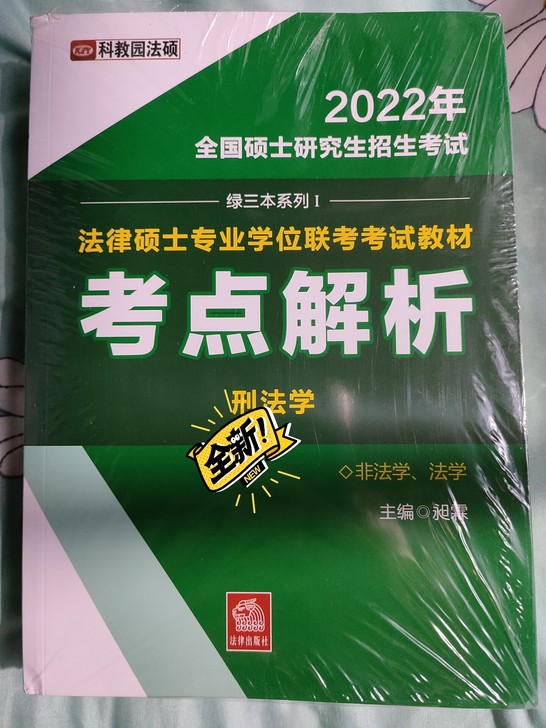 KJY 科教园法硕
2022年
全国硕士研究生招生考试
绿三本系列 I
法律硕士专业学位联考考试教材
考点解析
刑法学
全新!
NEW
◇非法学、法学
主编◎昶霖
法律出版社